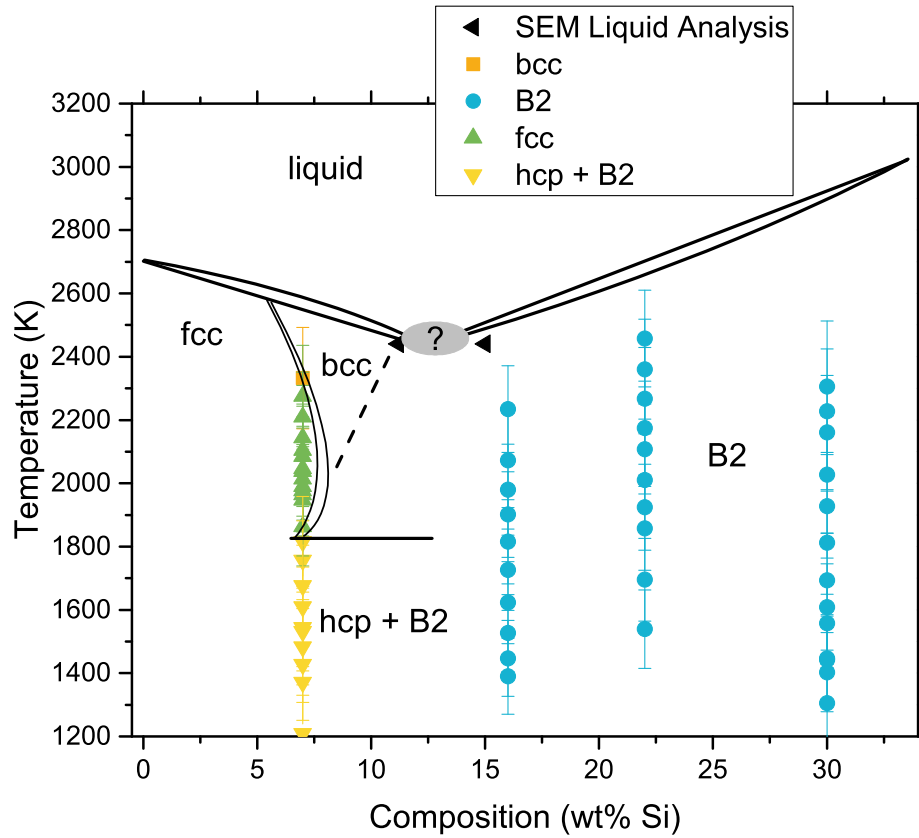 SEM Liquid Analysis
bcc
B2
fcc
hcp + B2
3200
3000
2800
2600
2400
2200
2000
1800
1600
1400
1200
Temperature (K)
liquid
fcc
bcc
?
B2
hcp + B2
0 5 10 15 20 25 30
Composition (wt% Si)